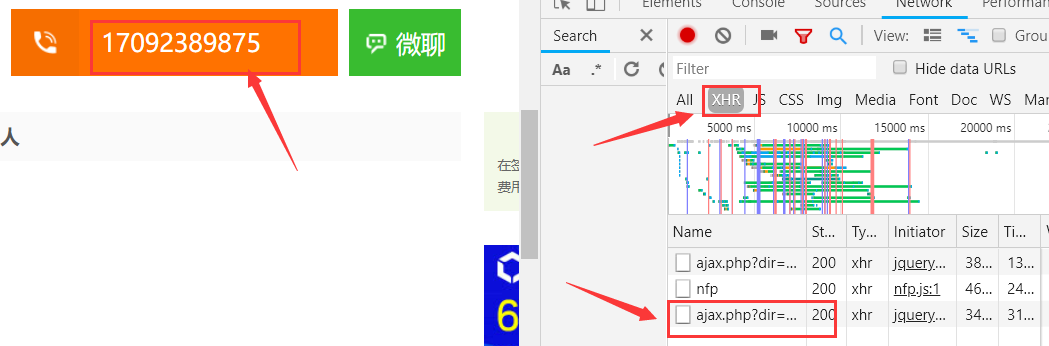 17092389875
微聊
人
在签
费用
6
Elements Console Sources Network Performan
Search
Aa .*
View: Grou
Filter Hide data URLs
All XHR JS CSS Img Media Font Doc WS Man
5000 ms 10000 ms 15000 ms 20000 ms
Name St... Ty... Initiator Size Ti...
ajax.php?dir=... 200 xhr jquery... 38... 13...
nfp 200 xhr nfp.js:1 46... 24...
ajax.php?dir=... 200 xhr jquery... 34... 31...